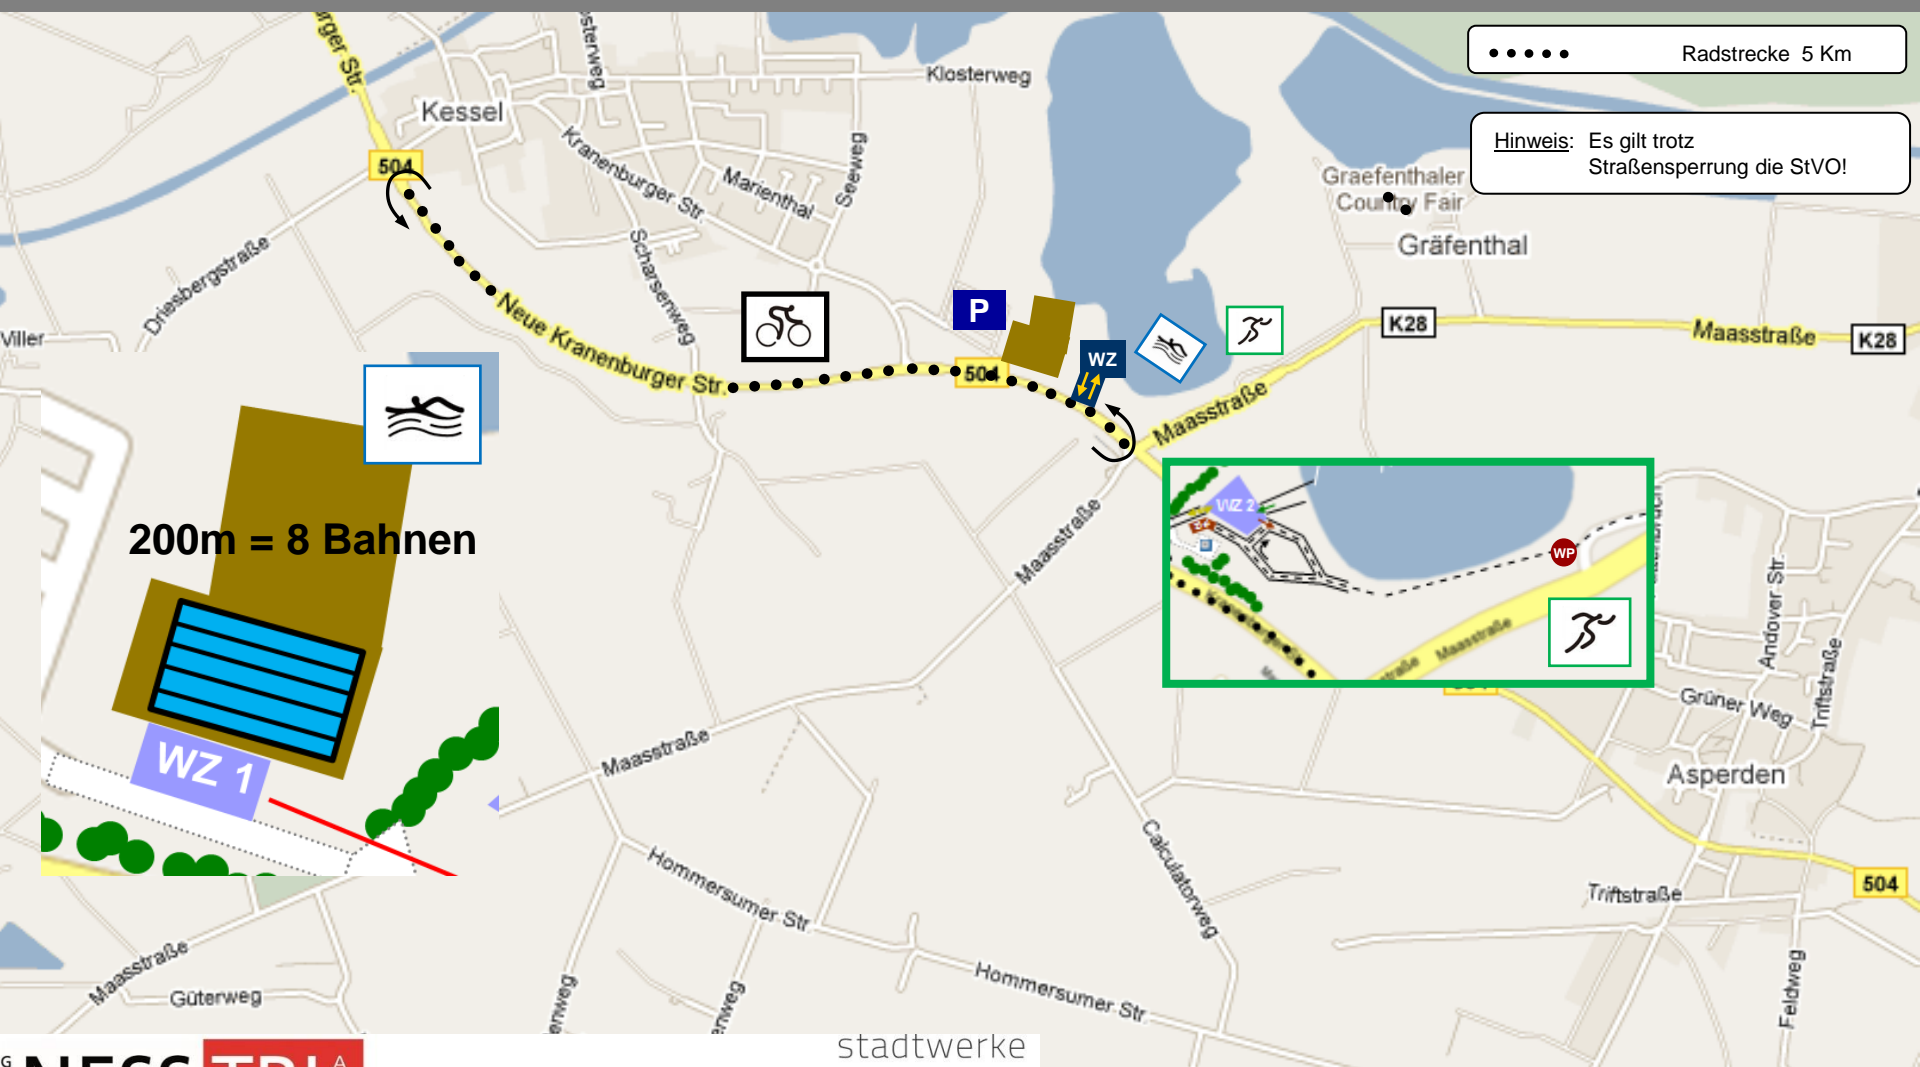 Radstrecke 5 Km
Hinweis: Es gilt trotz
Straßensperrung die StVO!
Klosterweg
Kessel
504
Kranenburger Str.
Marienthal
Seeweg
Graefenthaler
Country Fair
Gräfenthal
Driesbergstraße
Scharsenweg
Viller
Neue Kranenburger Str.
P
504
WZ
K28
Maasstraße
K28
Maasstraße
200m = 8 Bahnen
WZ 1
WZ 2
WP
Maasstraße
Maasstraße
Andover Str.
Triftstraße
Grüner Weg
Asperden
Maasstraße
Calculatorweg
Hommersumer Str.
Triftstraße
504
Maasstraße
Güterweg
Hommersumer Str.
Feldweg
stadtwerke
TRI